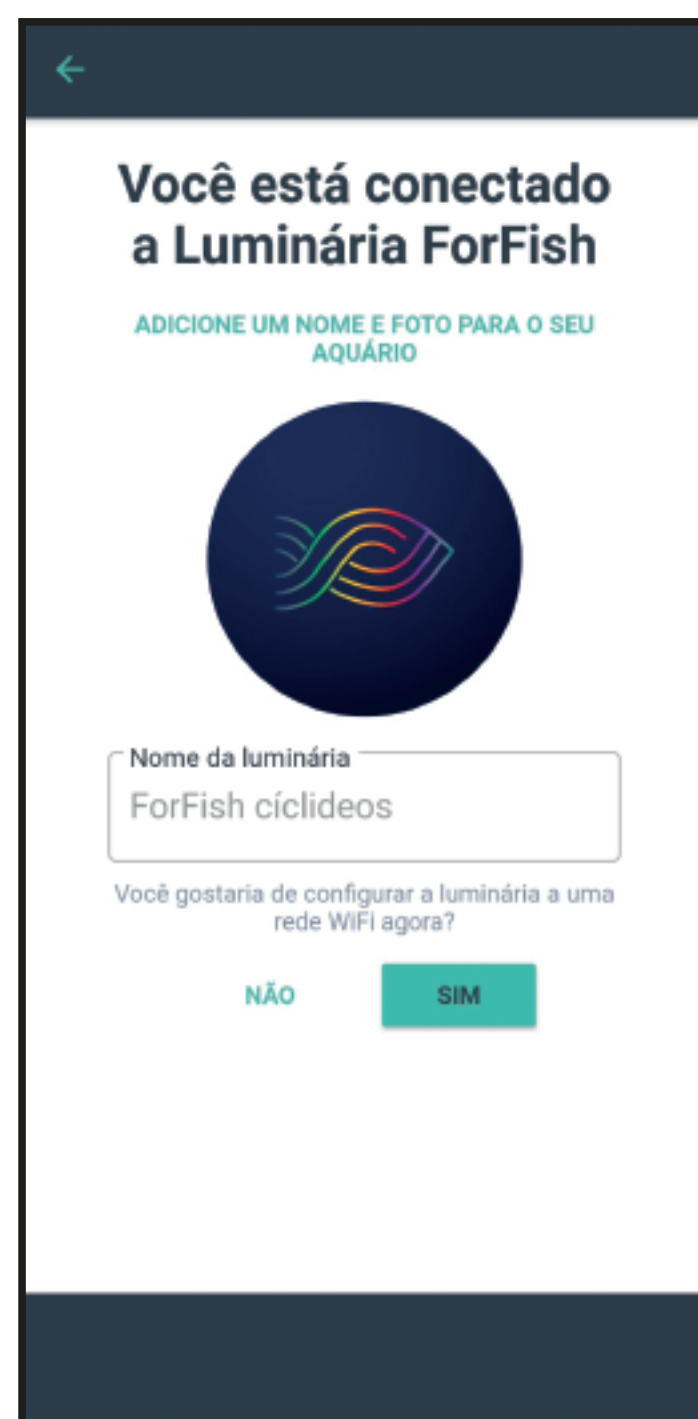 Você está conectado
a Luminária ForFish
ADICIONE UM NOME E FOTO PARA O SEU
AQUÁRIO
Nome da luminária
ForFish cíclideos
Você gostaria de configurar a luminária a uma
rede WiFi agora?
NÃO SIM